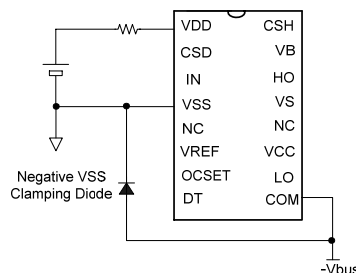 VDD CSH
CSD VB
IN HO
VSS VS
NC NC
VREF VCC
OCSET LO
DT COM
Negative VSS
Clamping Diode
-Vbus